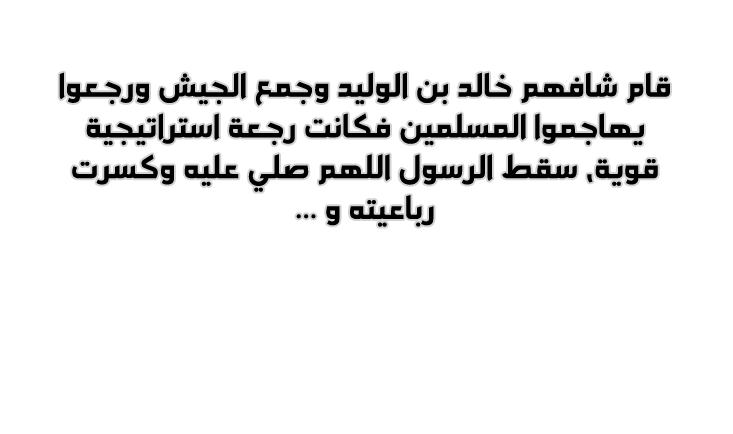 قام شافهم خالد بن الوليد وجمع الجيش ورجعوا
يهاجموا المسلمين فكانت رجعة استراتيجية
قوية, سقط الرسول اللهم صلي عليه وكسرت
رباعيته و ...